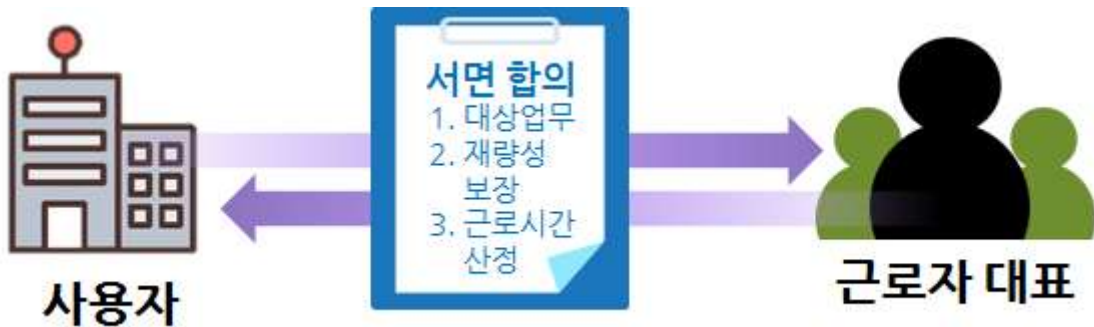 서면 합의
1. 대상업무
2. 재량성
보장
3. 근로시간
산정
사용자
근로자 대표